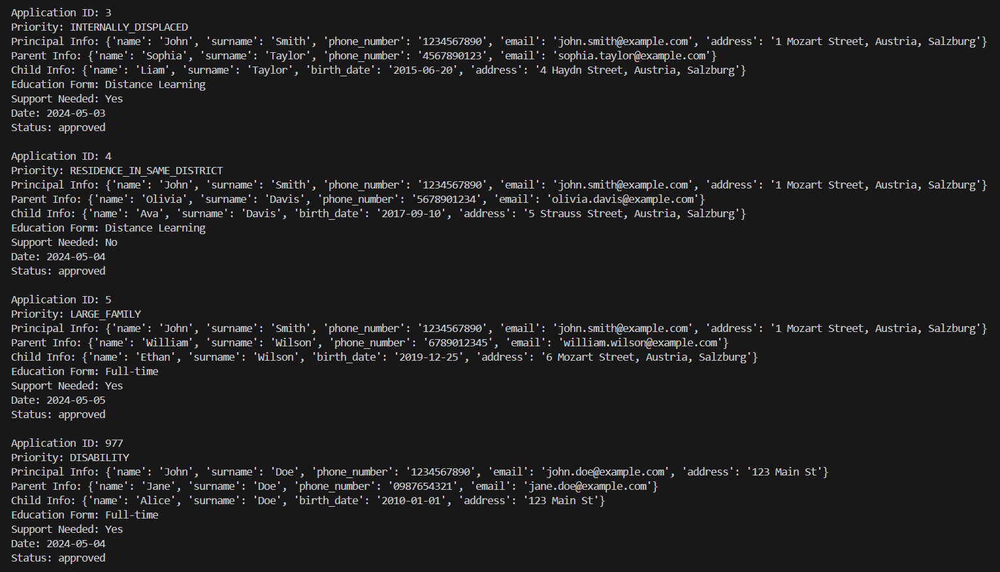 Application ID: 3
Priority: INTERNALLY_DISPLACED
Principal Info: {'name': 'John', 'surname': 'Smith', 'phone_number': '1234567890', 'email': 'john.smith@example.com', 'address': '1 Mozart Street, Austria, Salzburg'}
Parent Info: {'name': 'Sophia', 'surname': 'Taylor', 'phone_number': '4567890123', 'email': 'sophia.taylor@example.com'}
Child Info: {'name': 'Liam', 'surname': 'Taylor', 'birth_date': '2015-06-20', 'address': '4 Haydn Street, Austria, Salzburg'}
Education Form: Distance Learning
Support Needed: Yes
Date: 2024-05-03
Status: approved

Application ID: 4
Priority: RESIDENCE_IN_SAME_DISTRICT
Principal Info: {'name': 'John', 'surname': 'Smith', 'phone_number': '1234567890', 'email': 'john.smith@example.com', 'address': '1 Mozart Street, Austria, Salzburg'}
Parent Info: {'name': 'Olivia', 'surname': 'Davis', 'phone_number': '5678901234', 'email': 'olivia.davis@example.com'}
Child Info: {'name': 'Ava', 'surname': 'Davis', 'birth_date': '2017-09-10', 'address': '5 Strauss Street, Austria, Salzburg'}
Education Form: Distance Learning
Support Needed: No
Date: 2024-05-04
Status: approved

Application ID: 5
Priority: LARGE_FAMILY
Principal Info: {'name': 'John', 'surname': 'Smith', 'phone_number': '1234567890', 'email': 'john.smith@example.com', 'address': '1 Mozart Street, Austria, Salzburg'}
Parent Info: {'name': 'William', 'surname': 'Wilson', 'phone_number': '6789012345', 'email': 'william.wilson@example.com'}
Child Info: {'name': 'Ethan', 'surname': 'Wilson', 'birth_date': '2019-12-25', 'address': '6 Mozart Street, Austria, Salzburg'}
Education Form: Full-time
Support Needed: Yes
Date: 2024-05-05
Status: approved

Application ID: 977
Priority: DISABILITY
Principal Info: {'name': 'John', 'surname': 'Doe', 'phone_number': '1234567890', 'email': 'john.doe@example.com', 'address': '123 Main St'}
Parent Info: {'name': 'Jane', 'surname': 'Doe', 'phone_number': '0987654321', 'email': 'jane.doe@example.com'}
Child Info: {'name': 'Alice', 'surname': 'Doe', 'birth_date': '2010-01-01', 'address': '123 Main St'}
Education Form: Full-time
Support Needed: Yes
Date: 2024-05-04
Status: approved